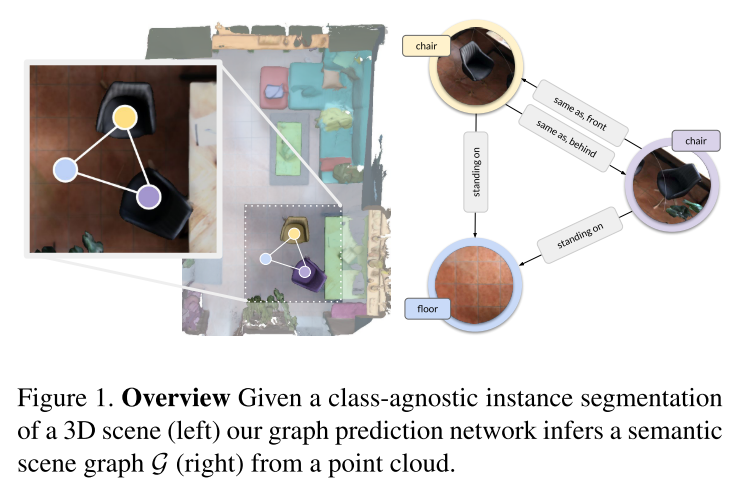 chair
same as, front
same as, behind
chair
standing on
standing on
floor
Figure 1. Overview Given a class-agnostic instance segmentation
of a 3D scene (left) our graph prediction network infers a semantic
scene graph 𝒢 (right) from a point cloud.